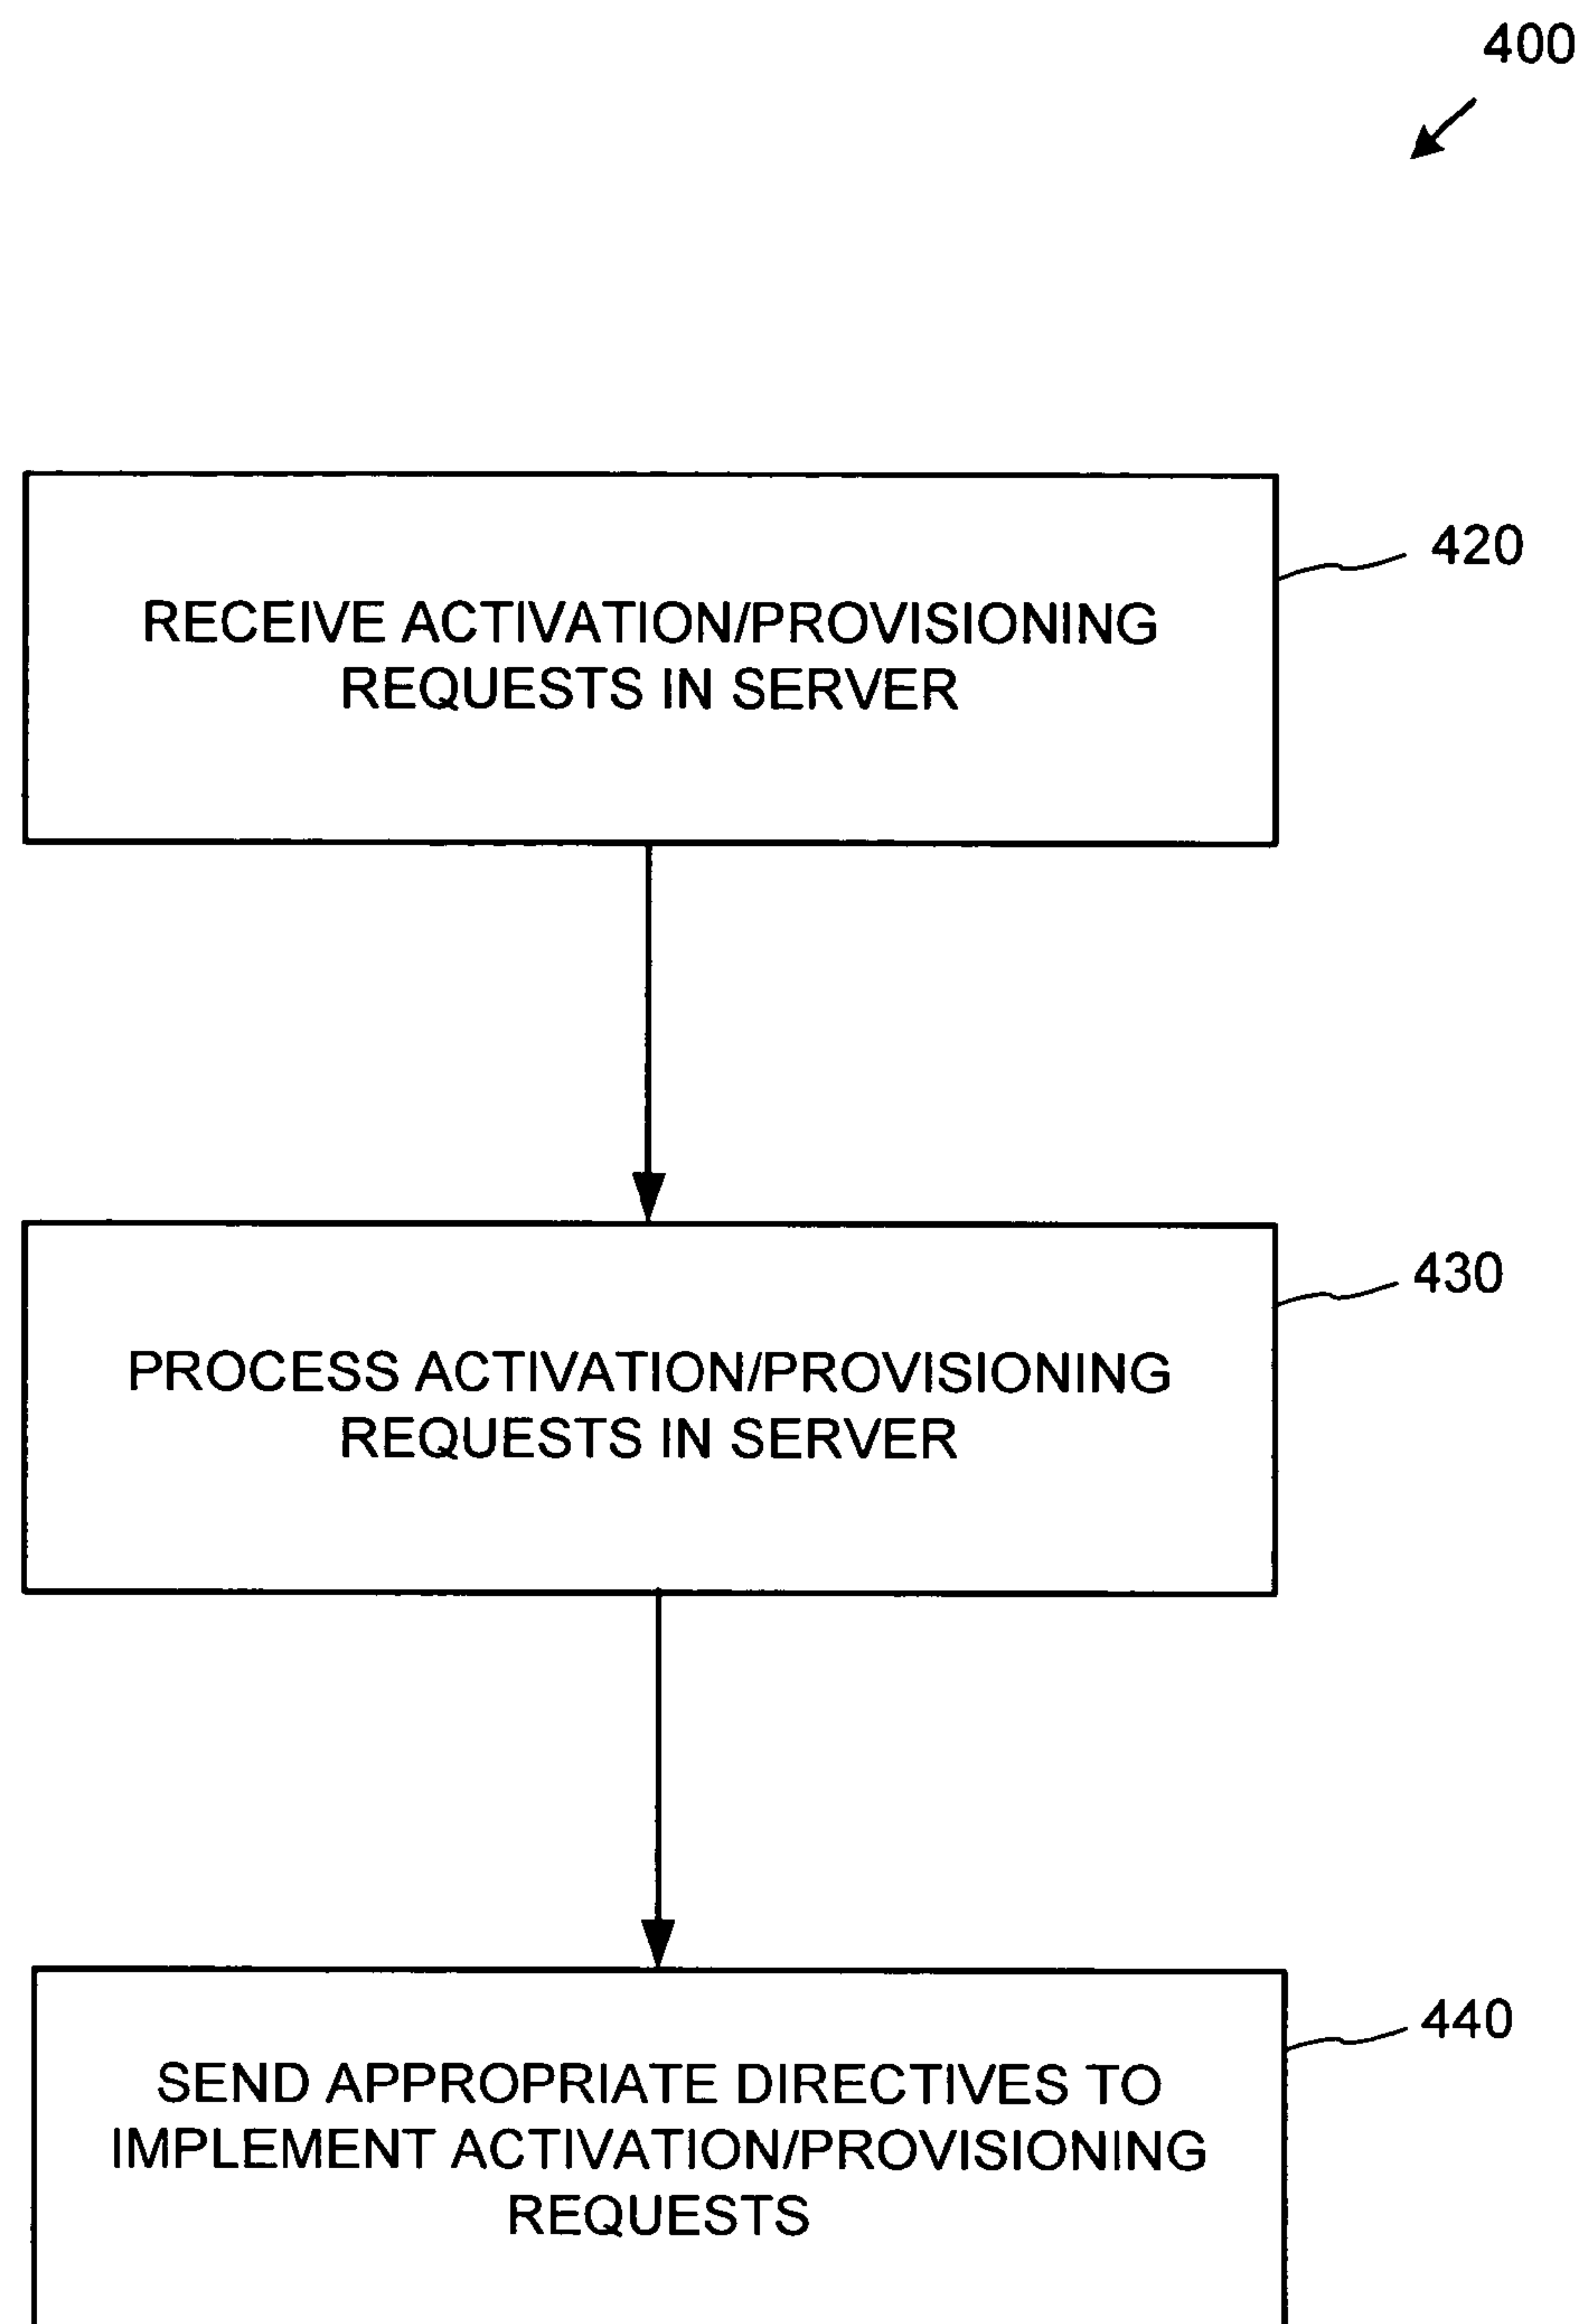 400
RECEIVE ACTIVATION/PROVISIONING
REQUESTS IN SERVER
420
PROCESS ACTIVATION/PROVISIONING
REQUESTS IN SERVER
430
SEND APPROPRIATE DIRECTIVES TO
IMPLEMENT ACTIVATION/PROVISIONING
REQUESTS
440